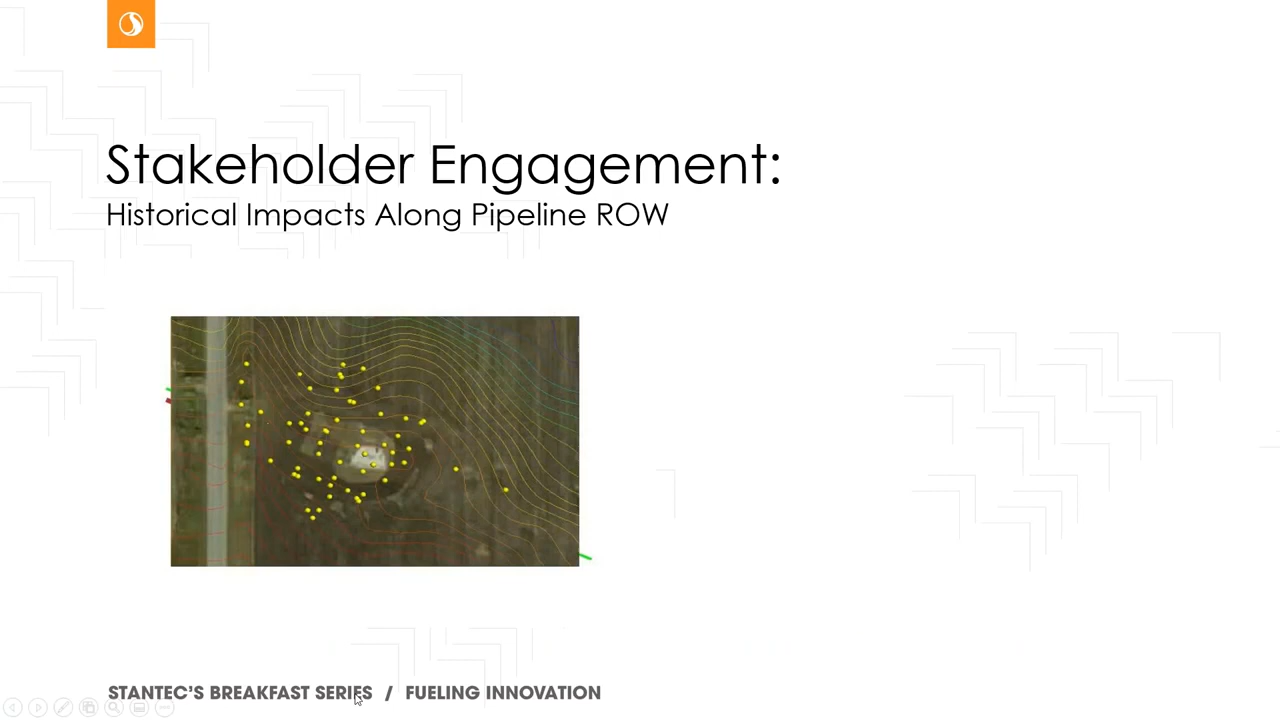 Stakeholder Engagement:
Historical Impacts Along Pipeline ROW
STANTEC'S BREAKFAST SERIES / FUELING INNOVATION